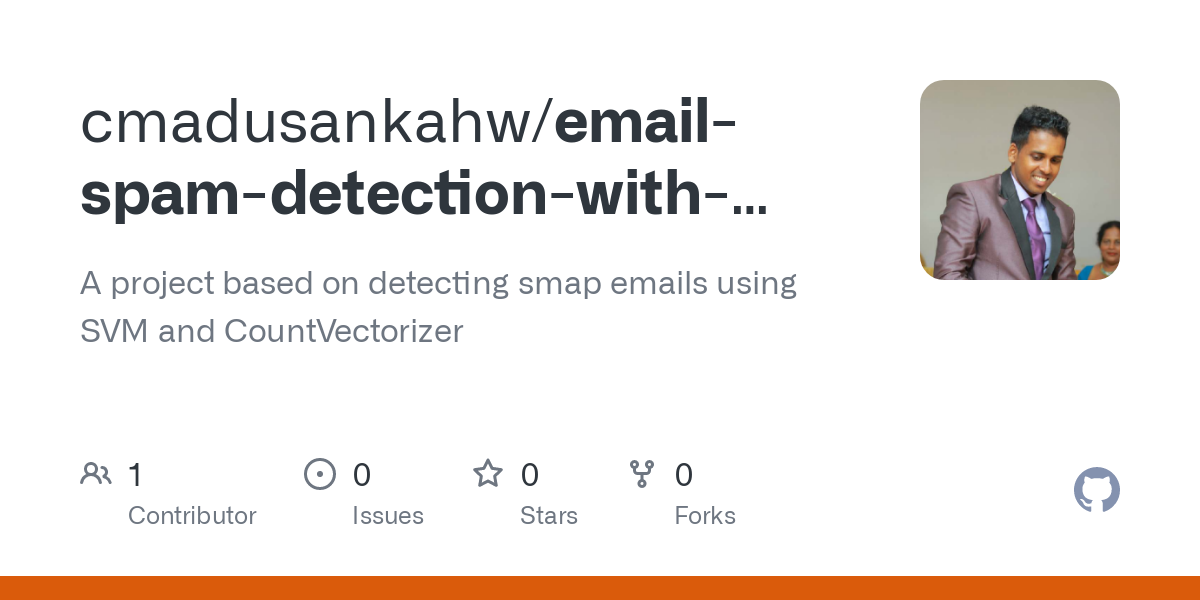 cmadusankahw/email-
spam-detection-with-...
A project based on detecting smap emails using
SVM and CountVectorizer
1 0 0 0
Contributor Issues Stars Forks